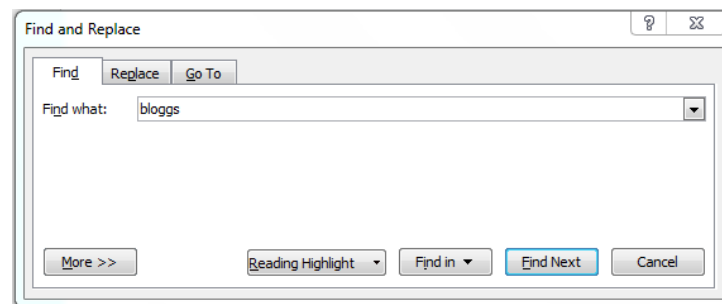 Find and Replace
Find Replace Go To
Find what: bloggs
More >> Reading Highlight Find in Find Next Cancel